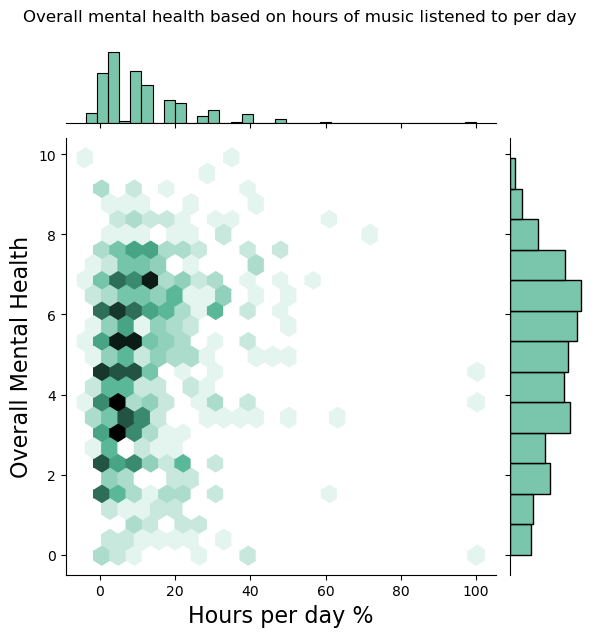 Overall mental health based on hours of music listened to per day
10
8
6
4
2
0
Overall Mental Health
0 20 40 60 80 100
Hours per day %